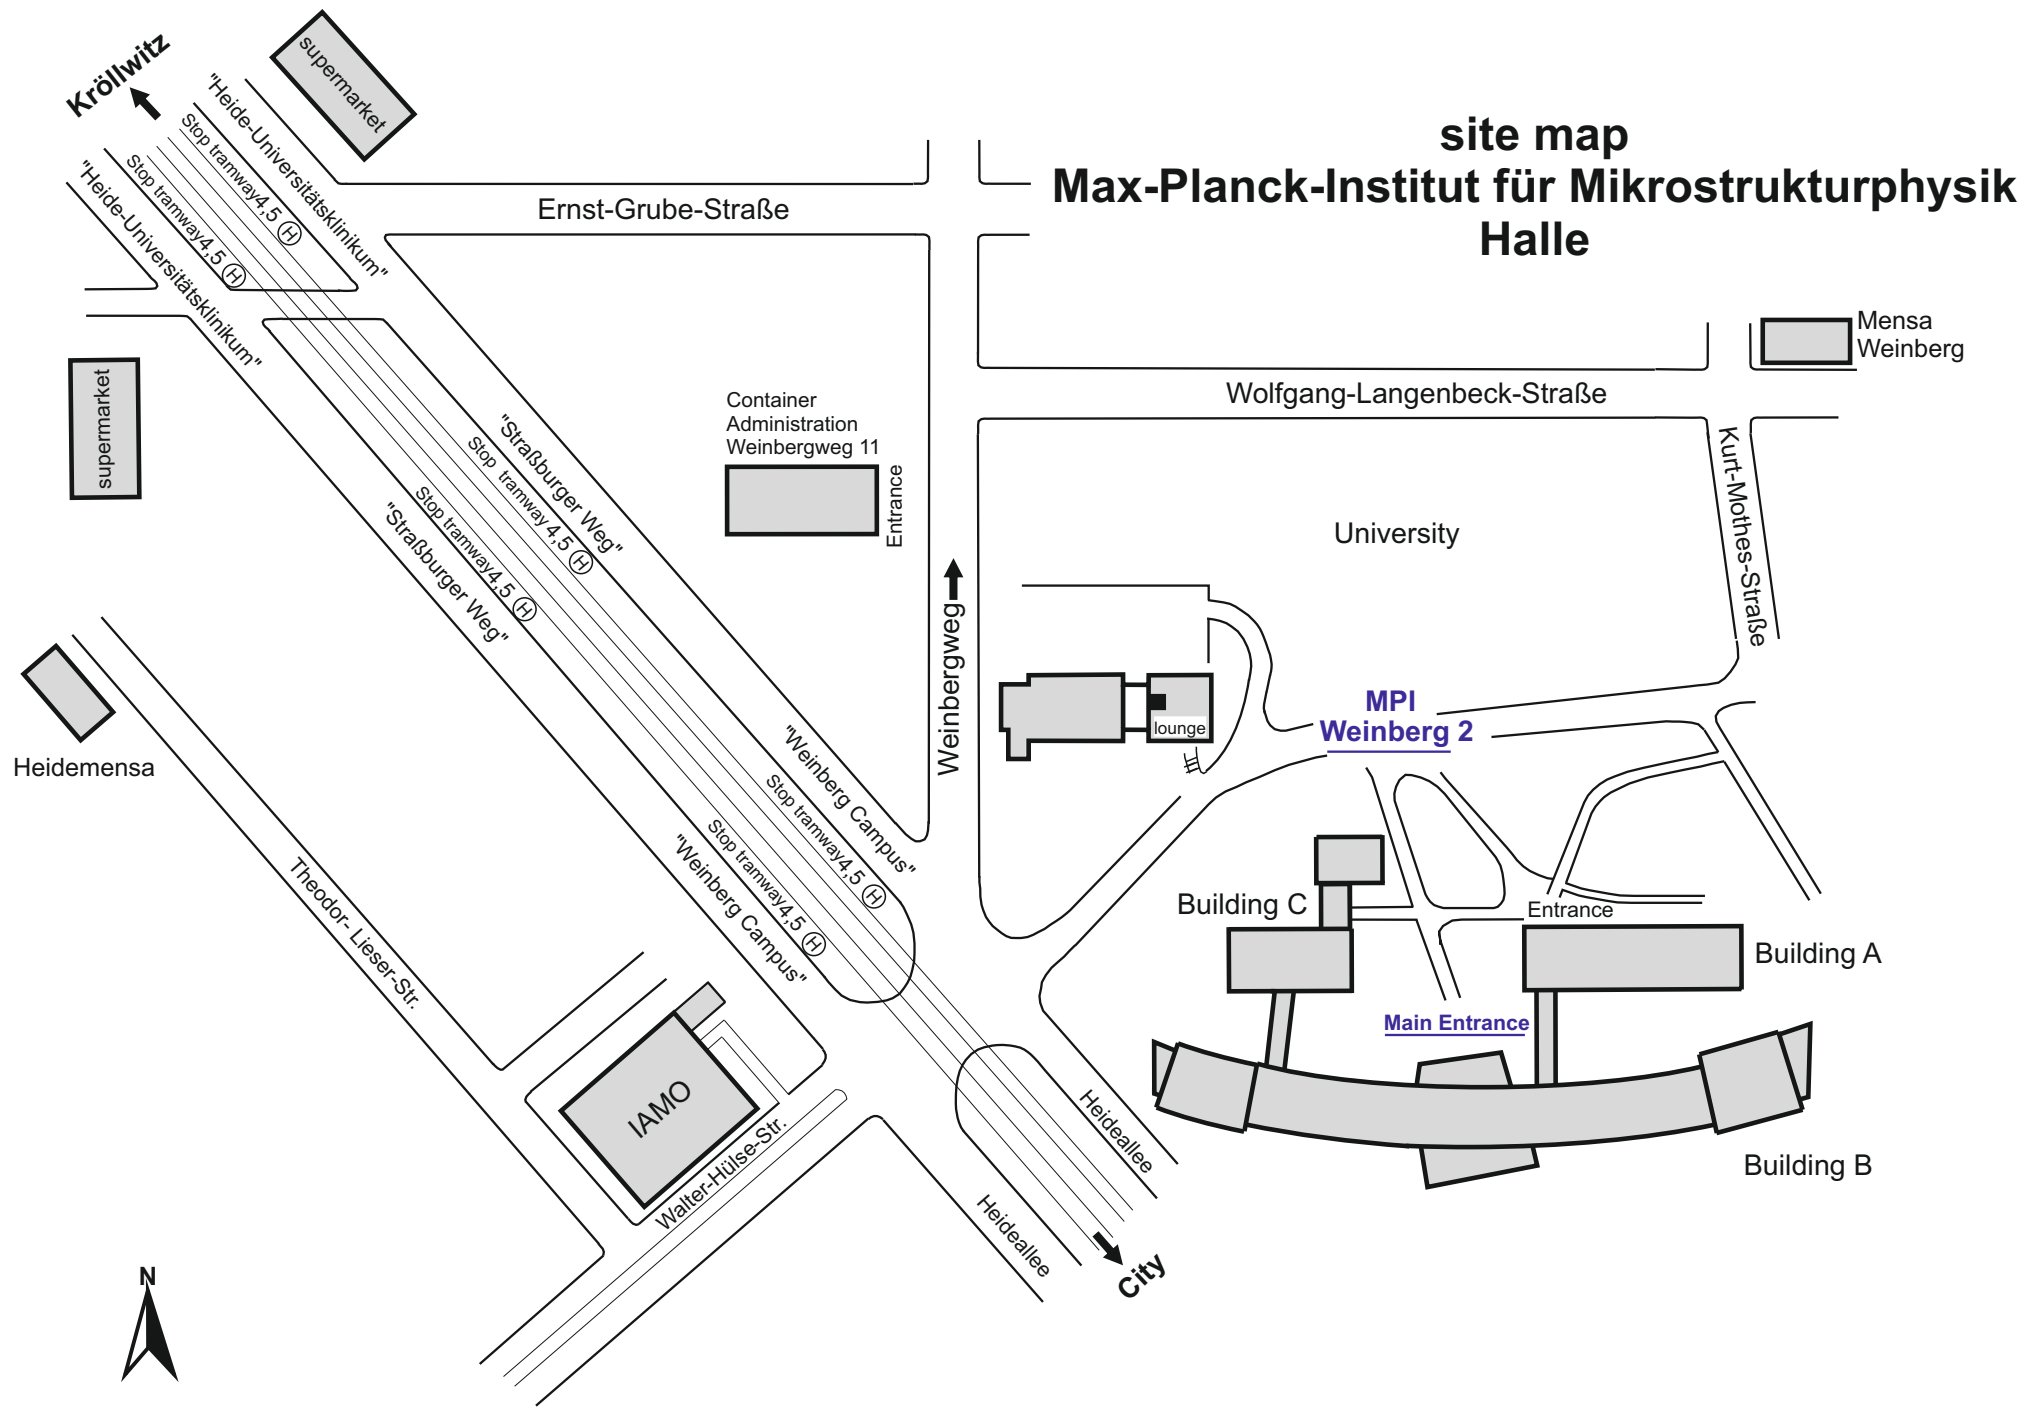 site map
Max-Planck-Institut für Mikrostrukturphysik
Halle
Kröllwitz
supermarket
"Heide-Universitätsklinikum"
Stop tramway4,5 H
Stop tramway4,5 H
"Heide-Universitätsklinikum"
Ernst-Grube-Straße
Mensa
Weinberg
supermarket
Wolfgang-Langenbeck-Straße
Container
Administration
Weinbergweg 11
Entrance
"Straßburger Weg"
Stop tramway 4,5 H
Stop tramway4,5 H
"Straßburger Weg"
University
Kurt-Mothes-Straße
Weinbergweg
lounge
MPI
Weinberg 2
Heidemensa
"Weinberg Campus"
Stop tramway4,5 H
Stop tramway4,5 H
"Weinberg Campus"
Theodor- Lieser-Str.
Building C
Entrance
Building A
Main Entrance
IAMO
Walter-Hülse-Str.
Heideallee
Heideallee
Building B
City
N